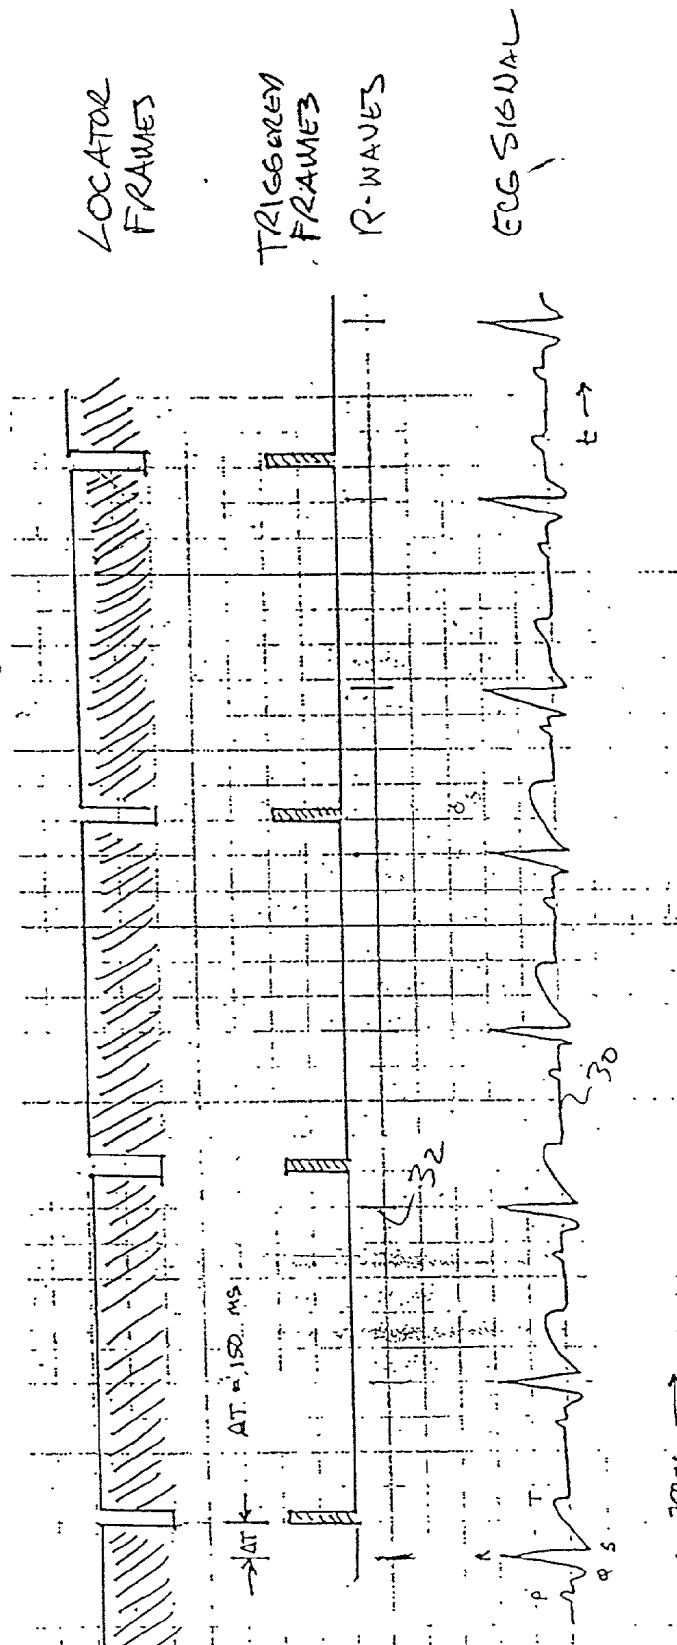 LOCATOR
FRAMES
TRIGGERED
FRAMES
R-WAVES
ECG SIGNAL
ΔT
ΔT = 150 MS
32
30
P
Q
R
S
T
t →